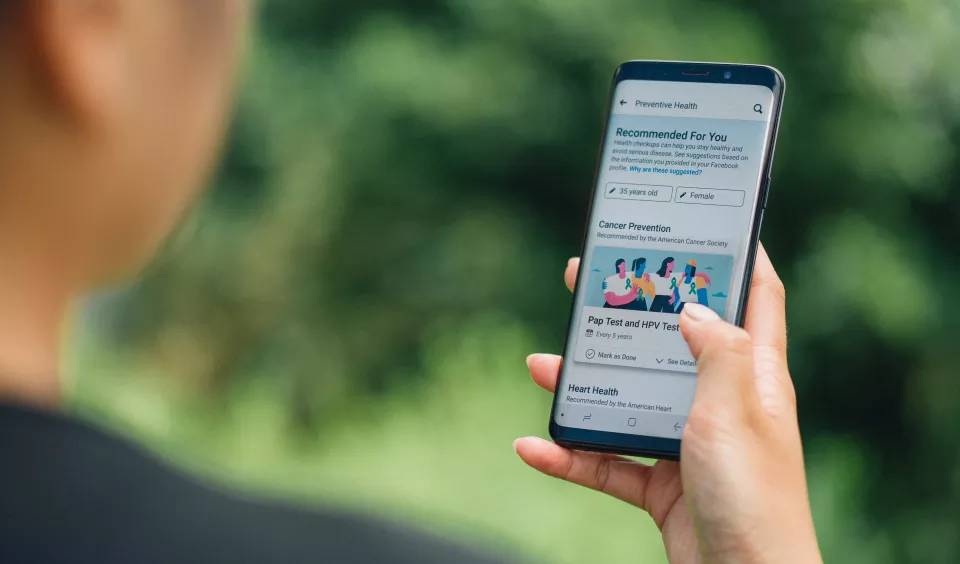 Preventive Health
Recommended For You
Health checkups can help you stay healthy and
avoid serious disease. See suggestions based on
the information you provided in your Facebook
profile. Why are these suggested?
35 years old
Female
Cancer Prevention
Recommended by the American Cancer Society
Pap Test and HPV Test
Every 5 years
Mark as Done
See Detail
Heart Health
Recommended by the American Heart